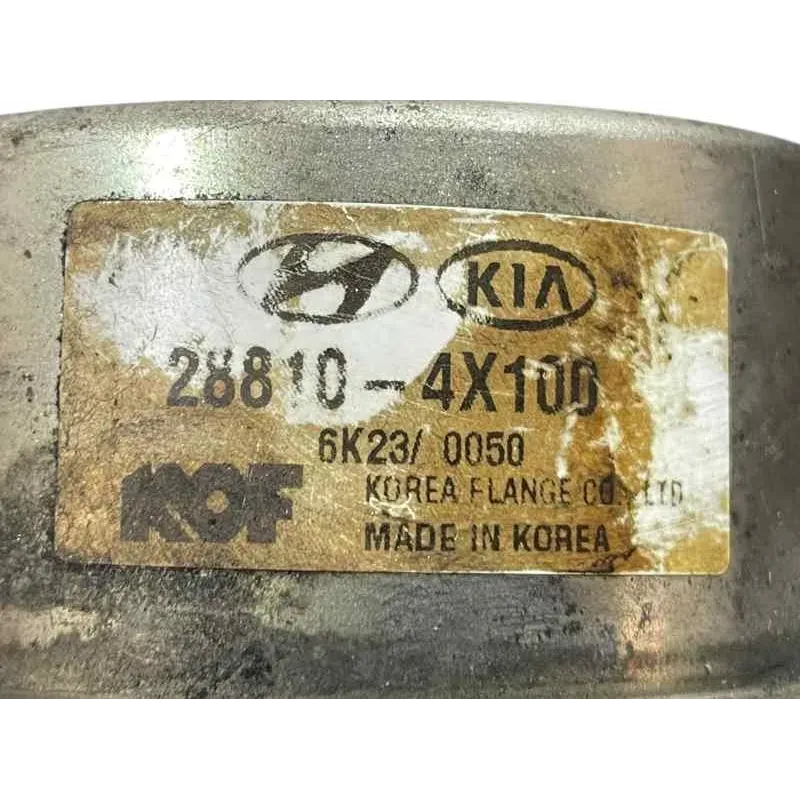 KIA
28810-4X100
6K23/ 0050
KOF KOREA FLANGE CO., LTD
MADE IN KOREA